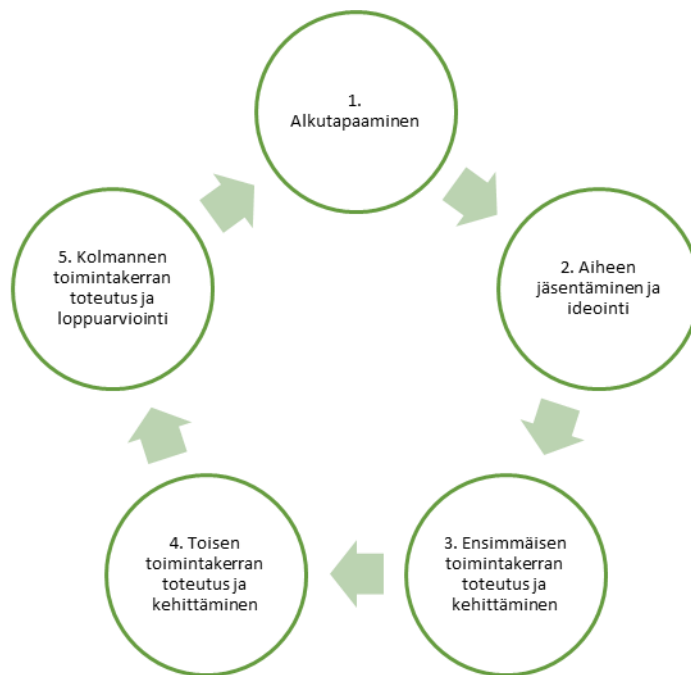 1.
Alkutapaaminen
2. Aiheen
jäsentäminen ja
ideointi
3. Ensimmäisen
toimintakerran
toteutus ja
kehittäminen
4. Toisen
toimintakerran
toteutus ja
kehittäminen
5. Kolmannen
toimintakerran
toteutus ja
loppuarviointi